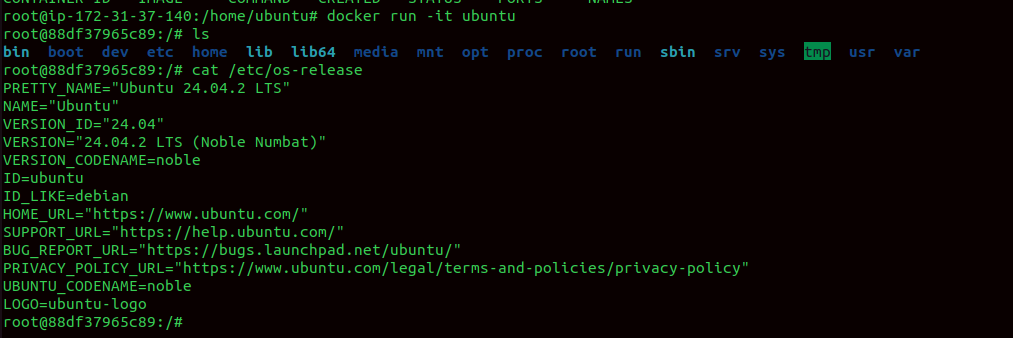 CONTAINER ID   IMAGE     COMMAND   CREATED   STATUS    PORTS     NAMES
root@ip-172-31-37-140:/home/ubuntu# docker run -it ubuntu
root@88df37965c89:/# ls
bin  boot  dev  etc  home  lib  lib64  media  mnt  opt  proc  root  run  sbin  srv  sys  tmp  usr  var
root@88df37965c89:/# cat /etc/os-release
PRETTY_NAME="Ubuntu 24.04.2 LTS"
NAME="Ubuntu"
VERSION_ID="24.04"
VERSION="24.04.2 LTS (Noble Numbat)"
VERSION_CODENAME=noble
ID=ubuntu
ID_LIKE=debian
HOME_URL="https://www.ubuntu.com/"
SUPPORT_URL="https://help.ubuntu.com/"
BUG_REPORT_URL="https://bugs.launchpad.net/ubuntu/"
PRIVACY_POLICY_URL="https://www.ubuntu.com/legal/terms-and-policies/privacy-policy"
UBUNTU_CODENAME=noble
LOGO=ubuntu-logo
root@88df37965c89:/#